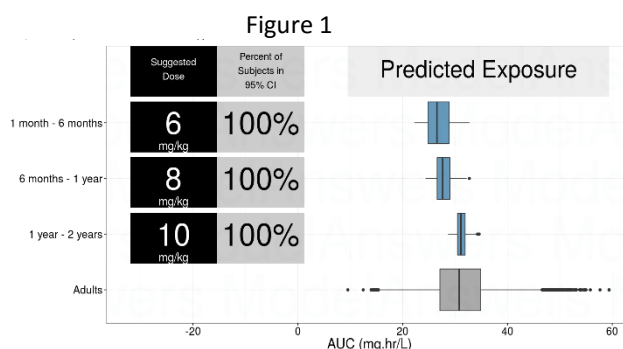 Figure 1
Suggested
Dose
Percent of
Subjects in
95% CI
Predicted Exposure
1 month - 6 months
6
mg/kg
100%
6 months - 1 year
8
mg/kg
100%
1 year - 2 years
10
mg/kg
100%
Adults
-20
0
20
40
60
AUC (mg.hr/L)